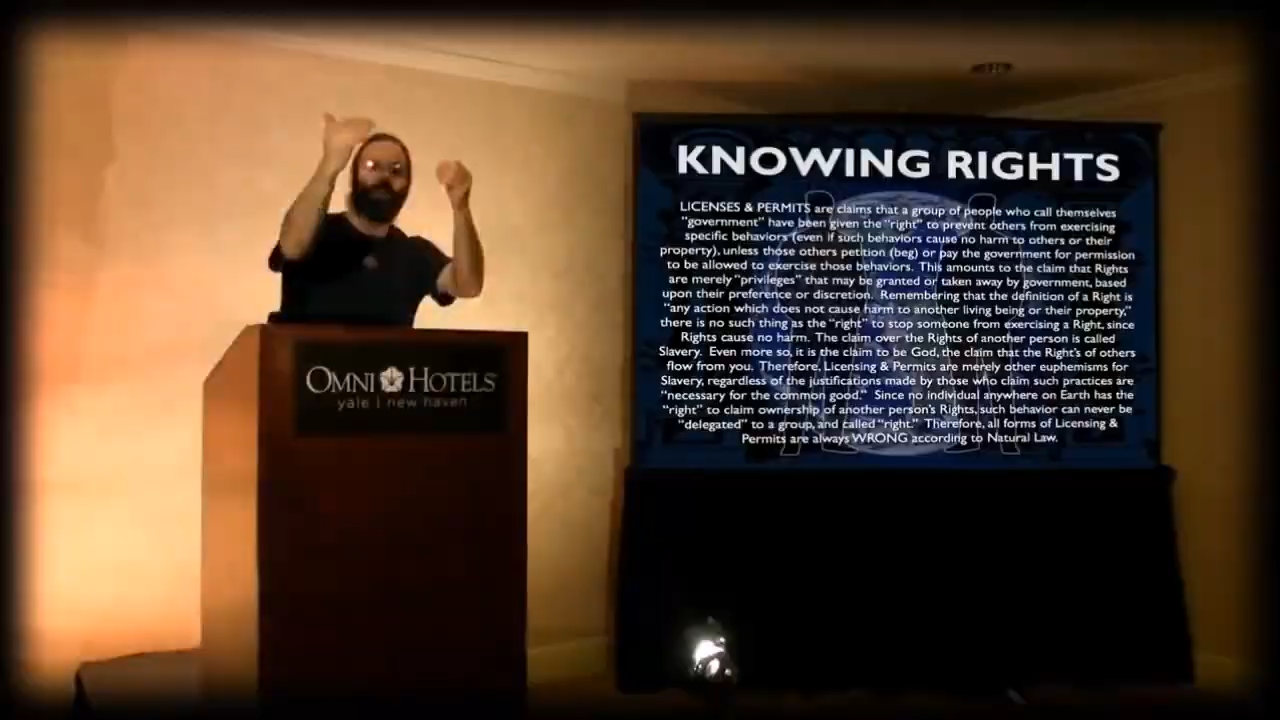 KNOWING RIGHTS
LICENSES & PERMITS are claims that a group of people who call themselves
"government" have been given the "right" to prevent others from exercising
specific behaviors (even if such behaviors cause no harm to others or their
property), unless those others petition (beg) or pay the government for permission
to be allowed to exercise those behaviors. This amounts to the claim that Rights
are merely "privileges" that may be granted or taken away by government, based
upon their preference or discretion. Remembering that the definition of a Right is
"any action which does not cause harm to another living being or their property,"
there is no such thing as the "right" to stop someone from exercising a Right, since
Rights cause no harm. The claim over the Rights of another person is called
Slavery. Even more so, it is the claim to be God, the claim that the Right's of others
flow from you. Therefore, Licensing & Permits are merely other euphemisms for
Slavery, regardless of the justifications made by those who claim such practices are
"necessary for the common good." Since no individual anywhere on Earth has the
"right" to claim ownership of another person's Rights, such behavior can never be
"delegated" to a group, and called "right." Therefore, all forms of Licensing &
Permits are always WRONG according to Natural Law.
OMNI HOTELS
yale | new haven